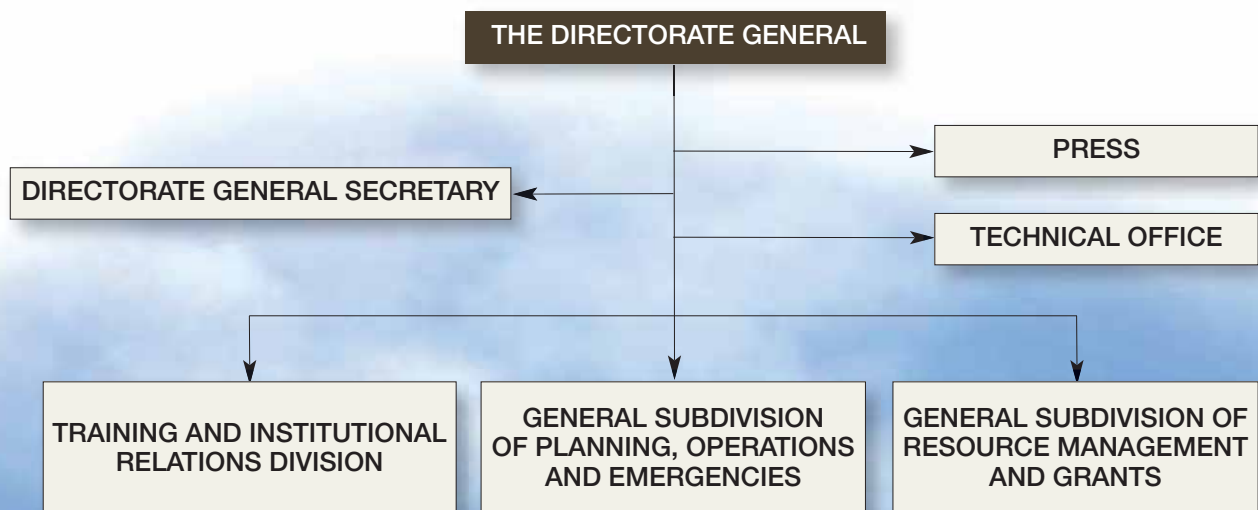 THE DIRECTORATE GENERAL
PRESS
DIRECTORATE GENERAL SECRETARY
TECHNICAL OFFICE
TRAINING AND INSTITUTIONAL
RELATIONS DIVISION
GENERAL SUBDIVISION
OF PLANNING, OPERATIONS
AND EMERGENCIES
GENERAL SUBDIVISION OF
RESOURCE MANAGEMENT
AND GRANTS